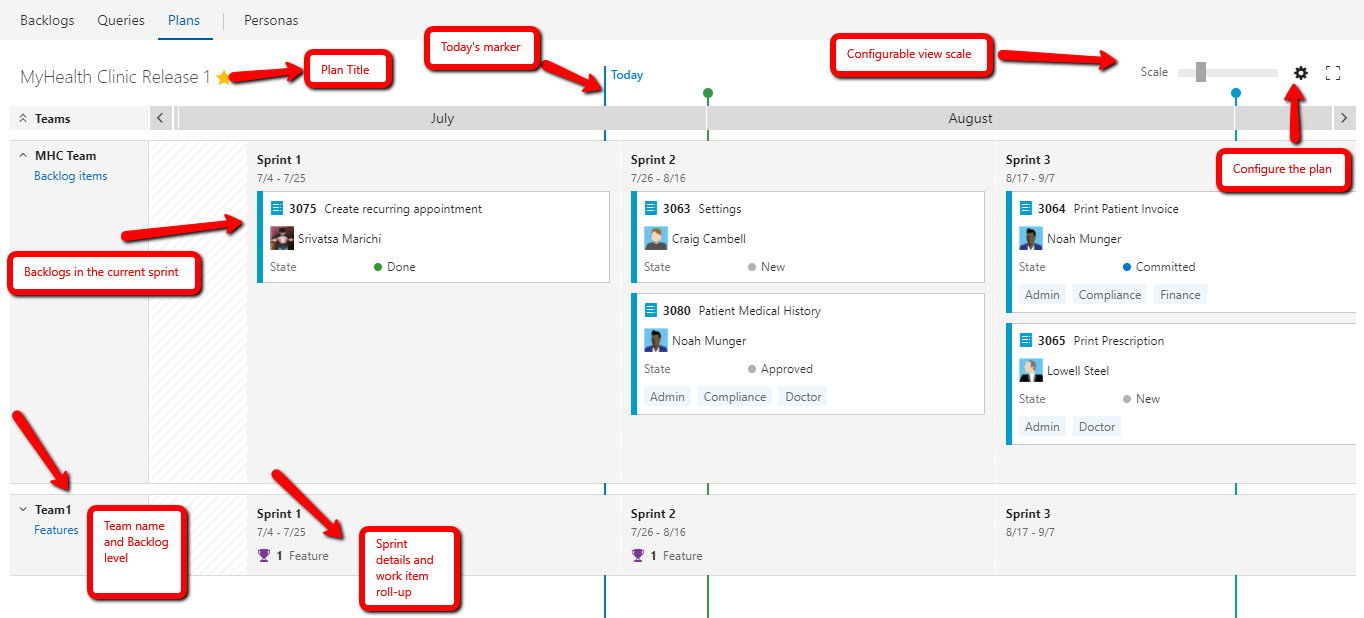 Backlogs Queries Plans Personas
Today's marker
Configurable view scale
MyHealth Clinic Release 1
Plan Title
Today
Scale
Teams
July
August
Configure the plan
MHC Team
Backlog items
Sprint 1
7/4 - 7/25
3075 Create recurring appointment
Srivatsa Marichi
State Done
Sprint 2
7/26 - 8/16
3063 Settings
Craig Cambell
State New
3080 Patient Medical History
Noah Munger
State Approved
Admin Compliance Doctor
Sprint 3
8/17 - 9/7
3064 Print Patient Invoice
Noah Munger
State Committed
Admin Compliance Finance
3065 Print Prescription
Lowell Steel
State New
Admin Doctor
Backlogs in the current sprint
Team1
Features
Team name
and Backlog
level
Sprint 1
7/4 - 7/25
1 Feature
Sprint
details and
work item
roll-up
Sprint 2
7/26 - 8/16
1 Feature
Sprint 3
8/17 - 9/7